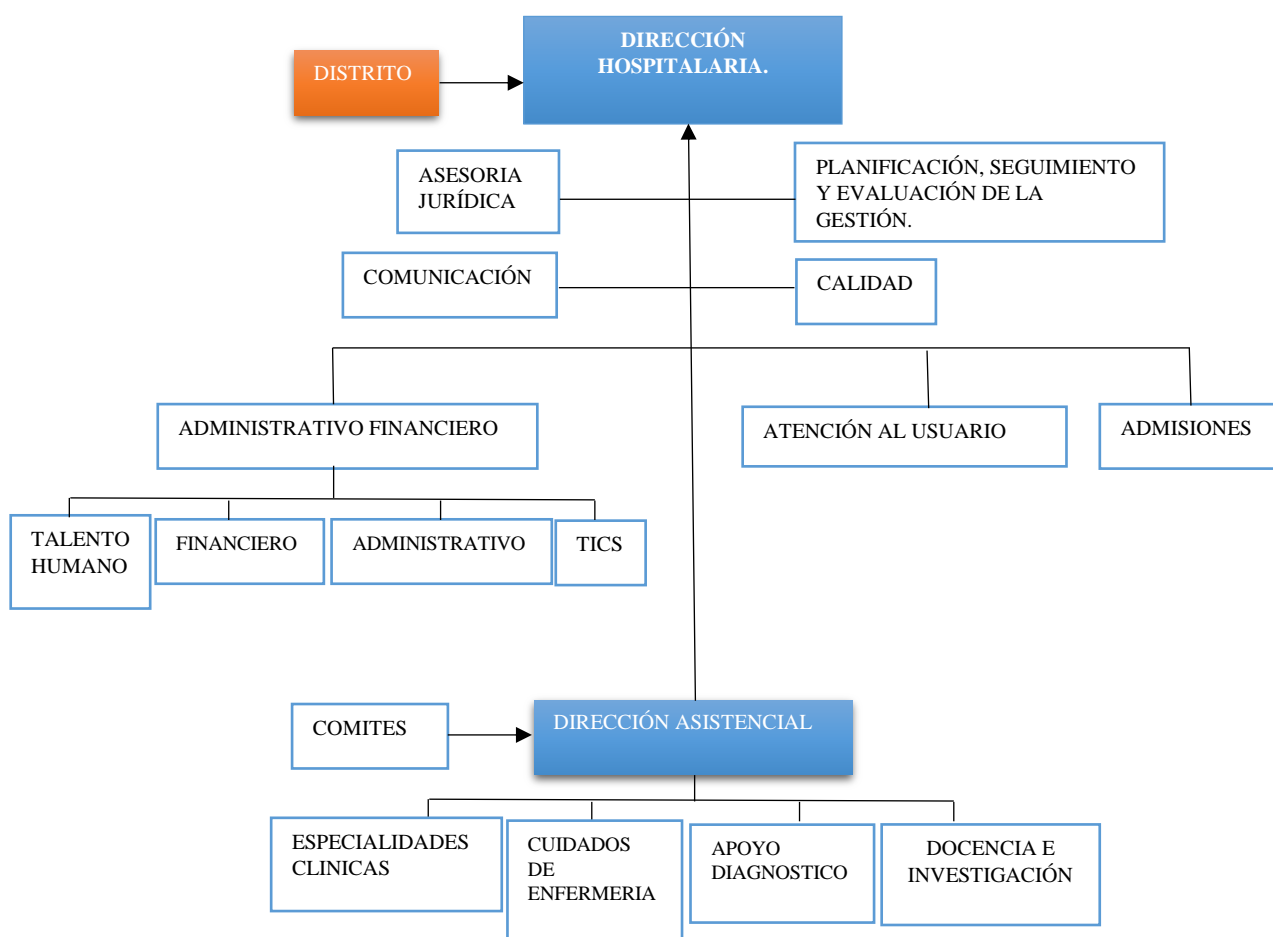 DIRECCIÓN
HOSPITALARIA.
DISTRITO
ASESORIA
JURÍDICA
PLANIFICACIÓN, SEGUIMIENTO
Y EVALUACIÓN DE LA
GESTIÓN.
COMUNICACIÓN
CALIDAD
ADMINISTRATIVO FINANCIERO
ATENCIÓN AL USUARIO
ADMISIONES
TALENTO
HUMANO
FINANCIERO
ADMINISTRATIVO
TICS
COMITES
DIRECCIÓN ASISTENCIAL
ESPECIALIDADES
CLINICAS
CUIDADOS
DE
ENFERMERIA
APOYO
DIAGNOSTICO
DOCENCIA E
INVESTIGACIÓN